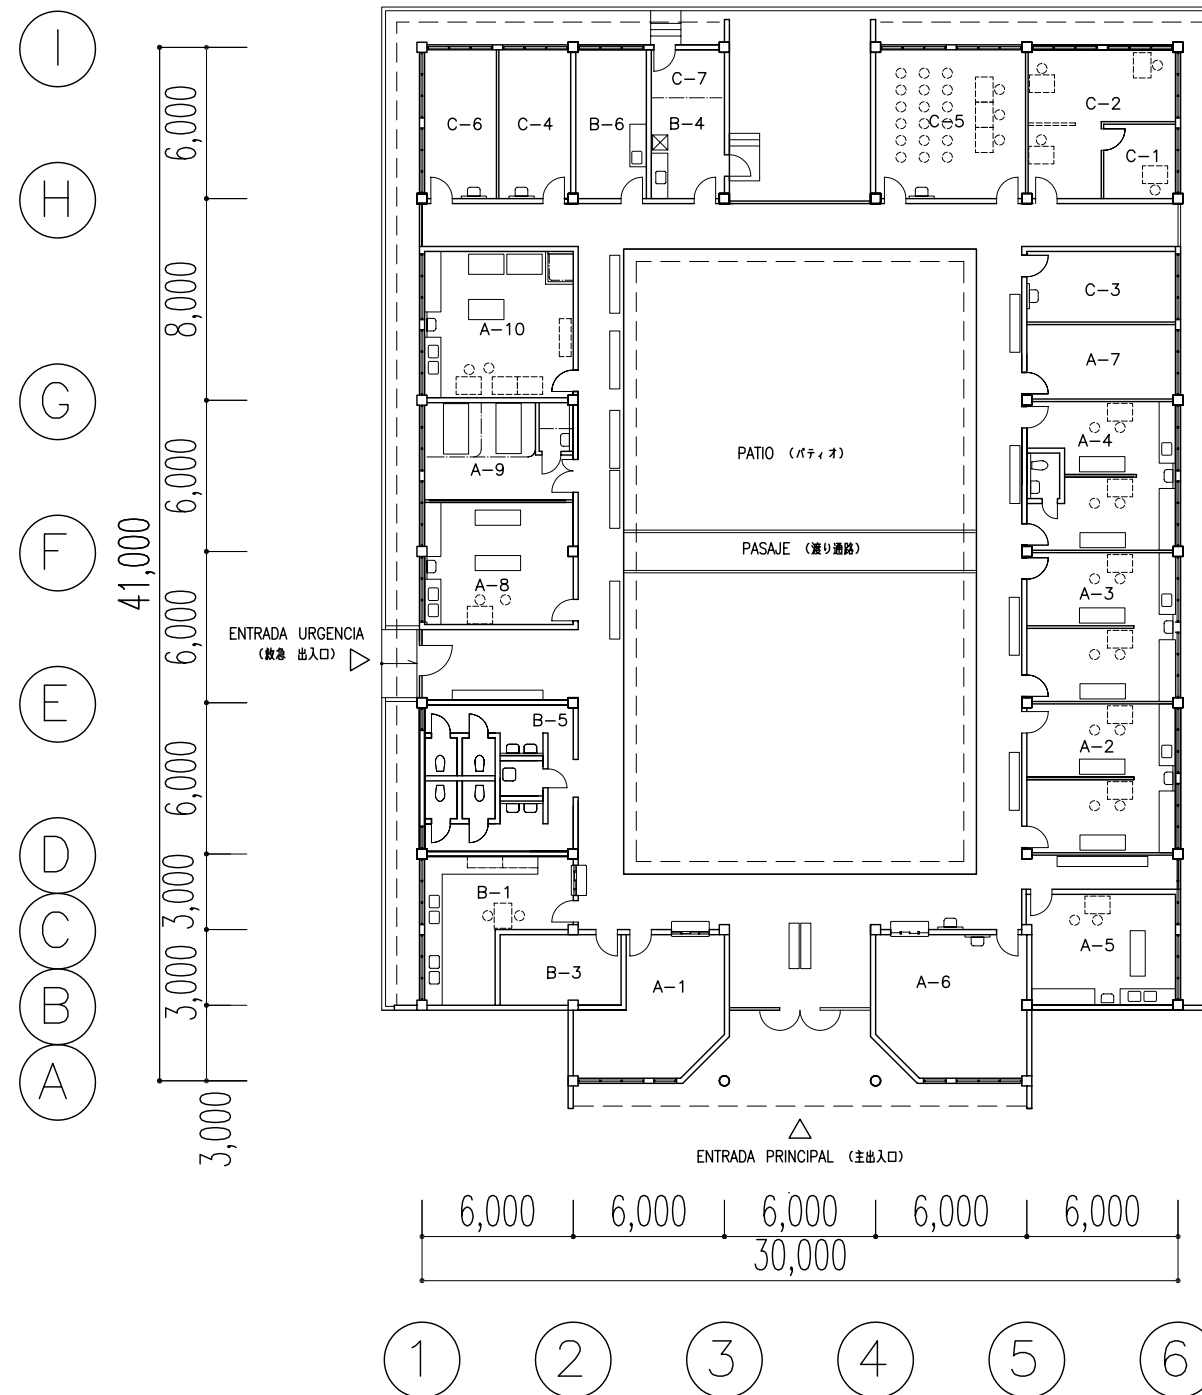 I
6,000
C-7
C-6
C-4
B-6
B-4
C-5
C-2
C-1
H
8,000
C-3
A-10
A-7
G
A-4
6,000
A-9
PATIO (パティオ)
41,000
F
PASAJE (渡り通路)
A-8
A-3
6,000
ENTRADA URGENCIA
(救急 出入口)
E
B-5
A-2
6,000
D
3,000
B-1
C
A-5
B-3
A-1
A-6
3,000
B
A
3,000
ENTRADA PRINCIPAL (主出入口)
6,000 6,000 6,000 6,000 6,000
30,000
1 2 3 4 5 6